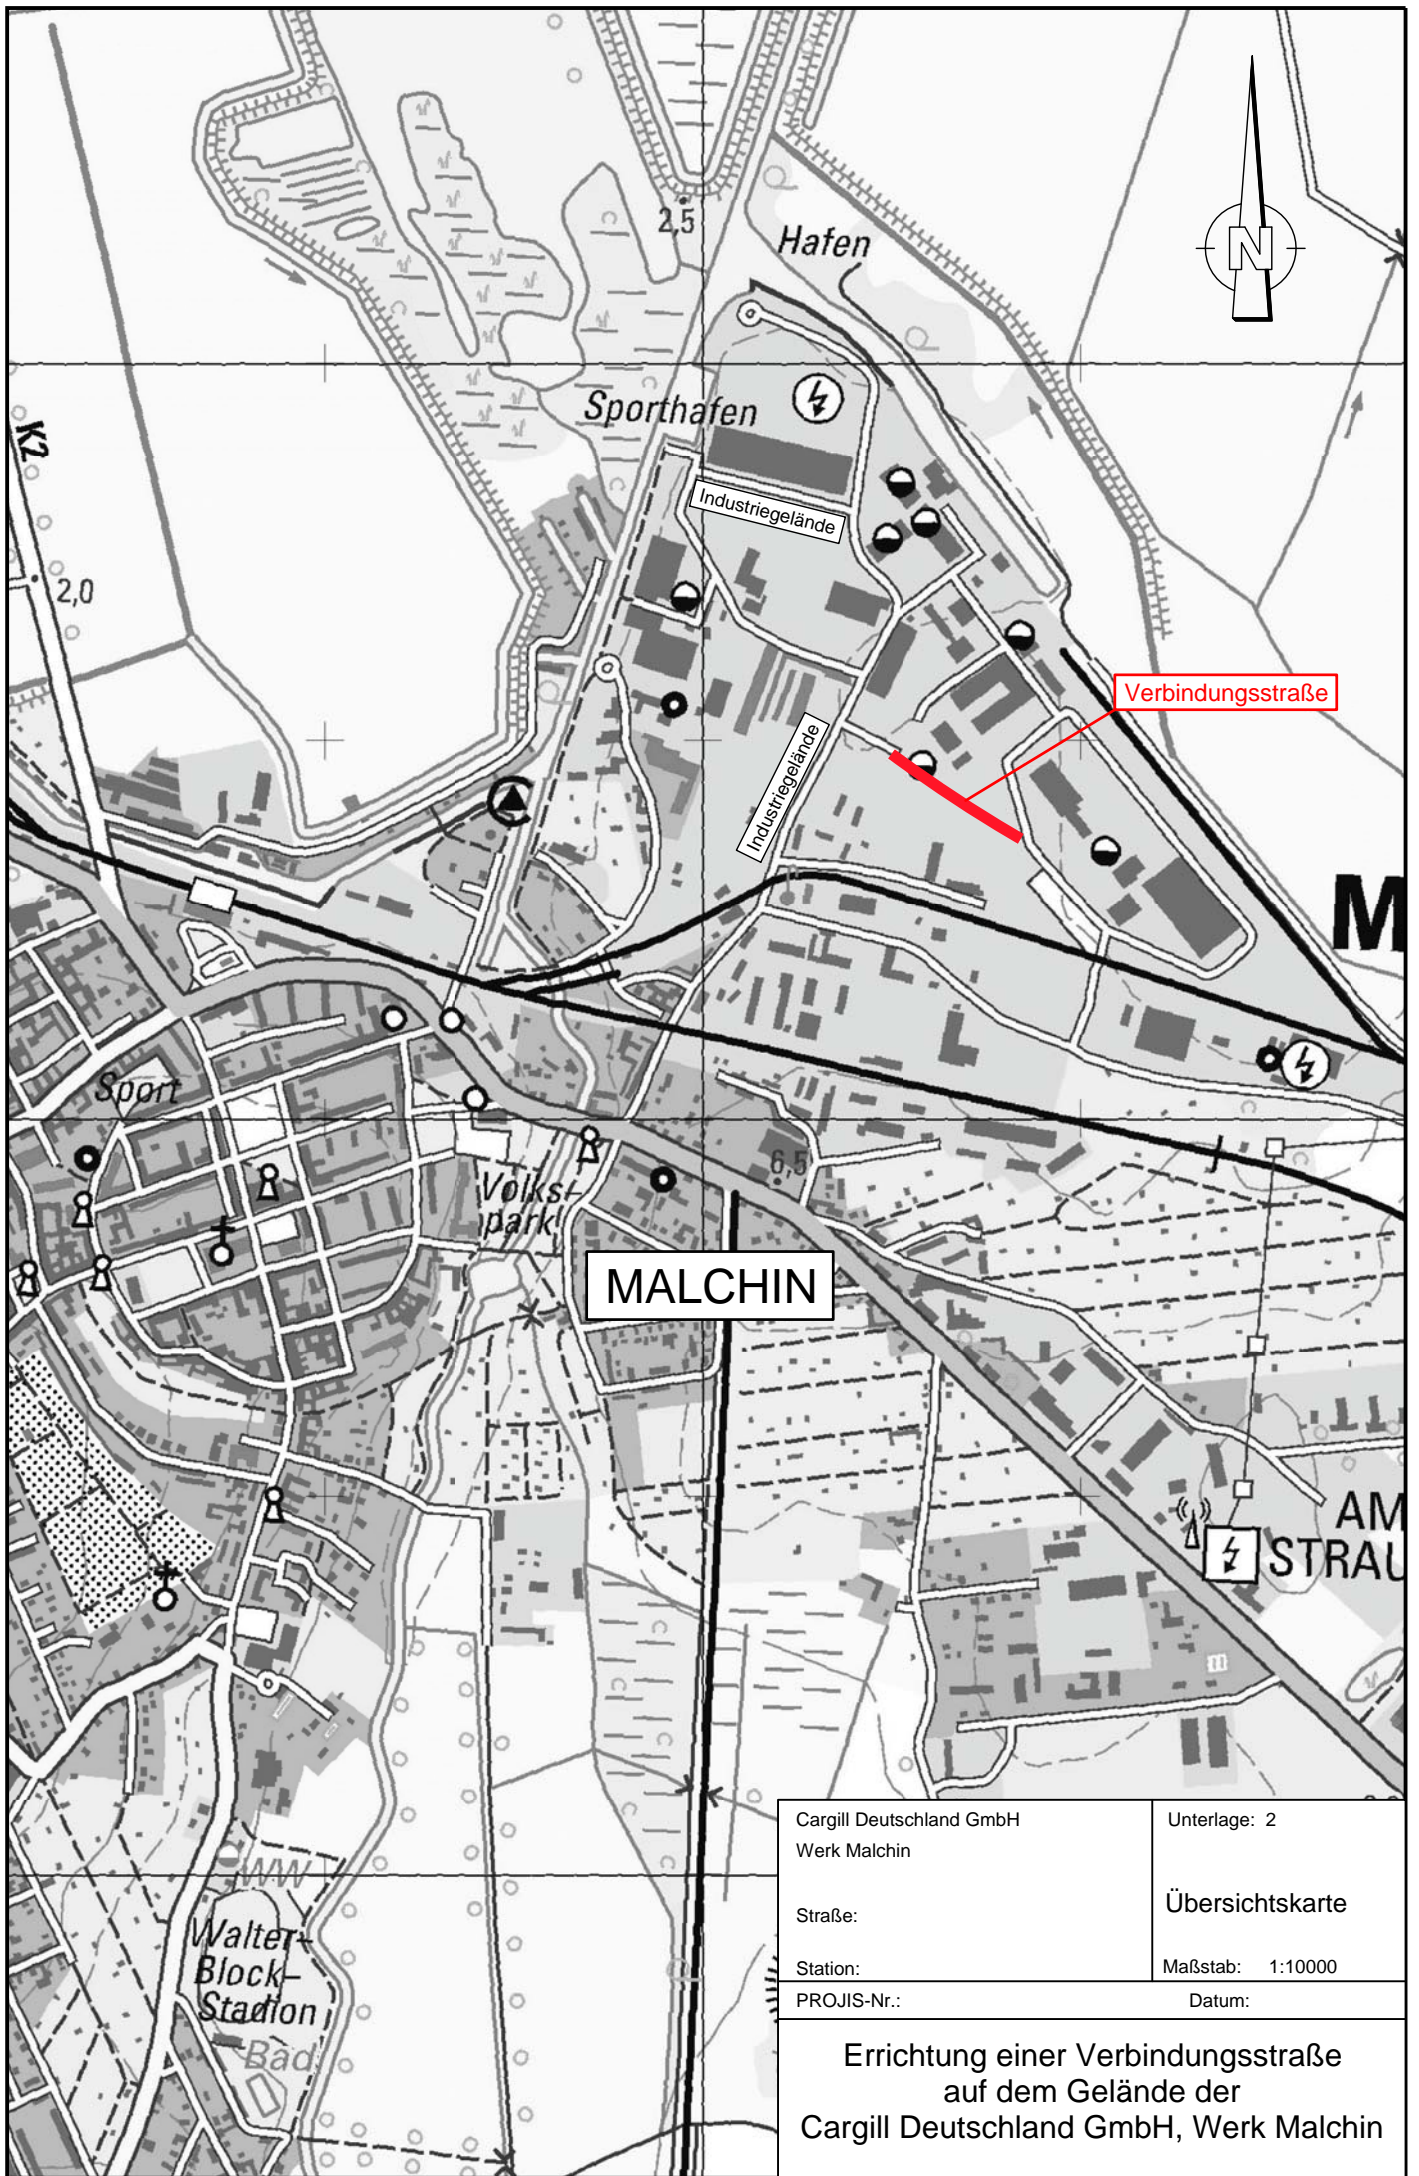 2,5
Hafen
N
Sporthafen
K2
Industriegelände
2,0
Verbindungsstraße
Industriegelände
M
Sport
6,5
Volks-
park
MALCHIN
AM
STRAU
WW
Walter-
Block-
Stadion
Bad
Cargill Deutschland GmbH
Werk Malchin
Unterlage: 2
Straße:
Übersichtskarte
Station:
Maßstab: 1:10000
PROJIS-Nr.:
Datum:
Errichtung einer Verbindungsstraße
auf dem Gelände der
Cargill Deutschland GmbH, Werk Malchin